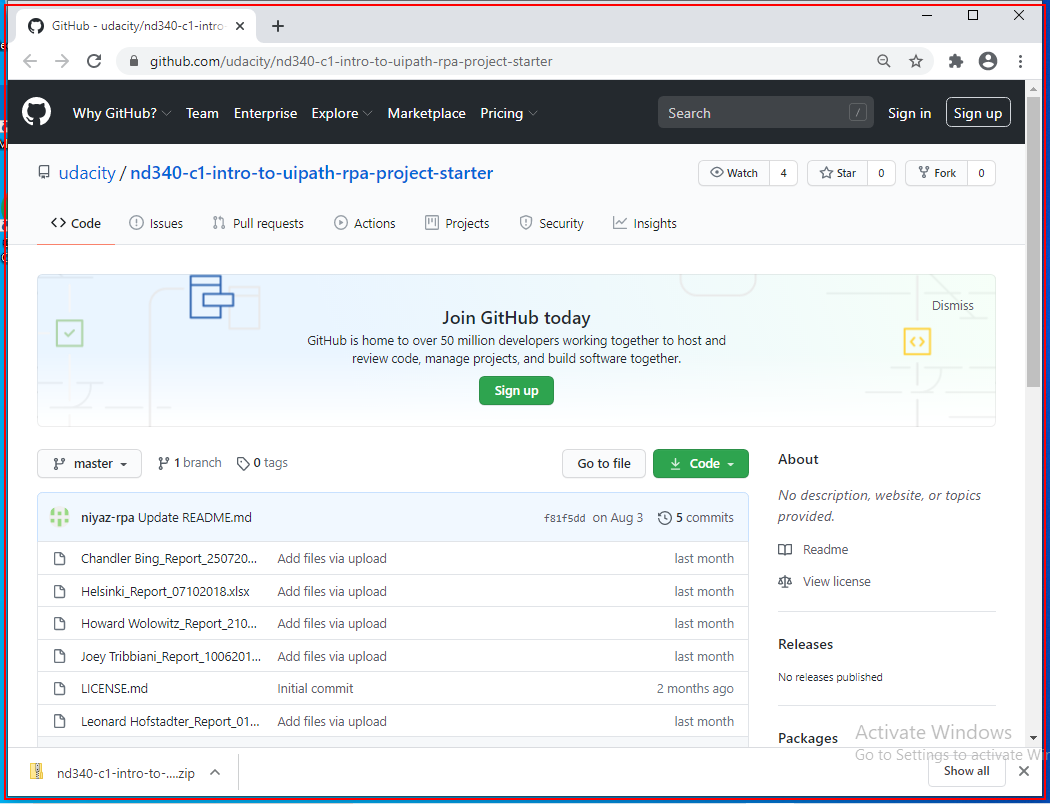 GitHub - udacity/nd340-c1-intro
github.com/udacity/nd340-c1-intro-to-uipath-rpa-project-starter
Why GitHub? Team Enterprise Explore Marketplace Pricing Search / Sign in Sign up
udacity / nd340-c1-intro-to-uipath-rpa-project-starter
Watch 4 Star 0 Fork 0
Code Issues Pull requests Actions Projects Security Insights
Dismiss
Join GitHub today
GitHub is home to over 50 million developers working together to host and
review code, manage projects, and build software together.
Sign up
master 1 branch 0 tags Go to file Code
niyaz-rpa Update README.md f81f5dd on Aug 3 5 commits
Chandler Bing_Report_250720... Add files via upload last month
Helsinki_Report_07102018.xlsx Add files via upload last month
Howard Wolowitz_Report_210... Add files via upload last month
Joey Tribbiani_Report_1006201... Add files via upload last month
LICENSE.md Initial commit 2 months ago
Leonard Hofstadter_Report_01... Add files via upload last month
About
No description, website, or topics
provided.
Readme
View license
Releases
No releases published
Packages
Activate Windows
Go to Settings to activate Win
nd340-c1-intro-to-....zip
Show all